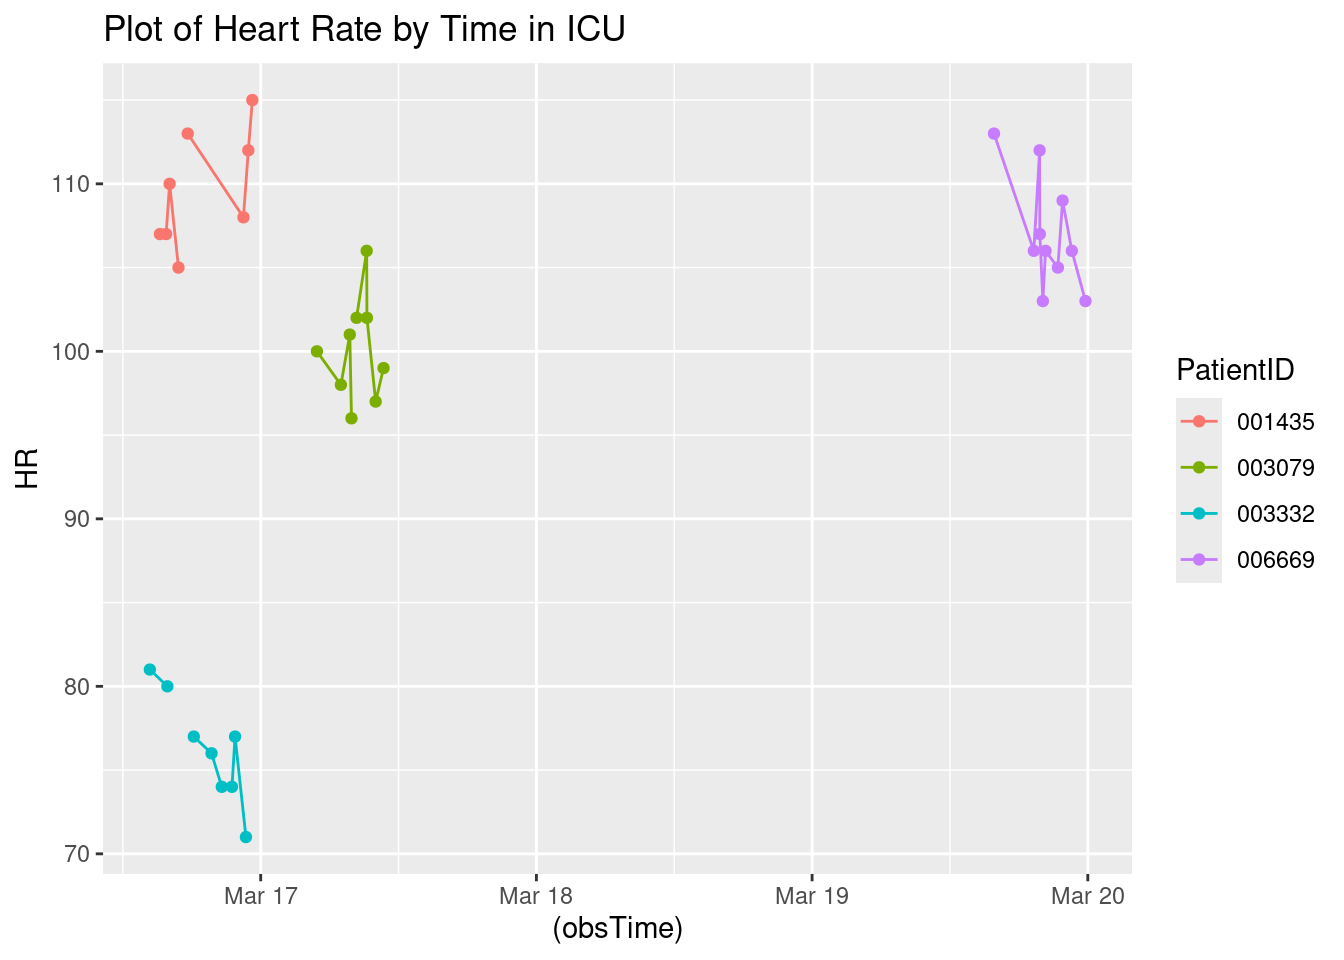 Plot of Heart Rate by Time in ICU
110
100
90
80
70
HR
Mar 17
Mar 18
Mar 19
Mar 20
(obsTime)
PatientID
001435
003079
003332
006669